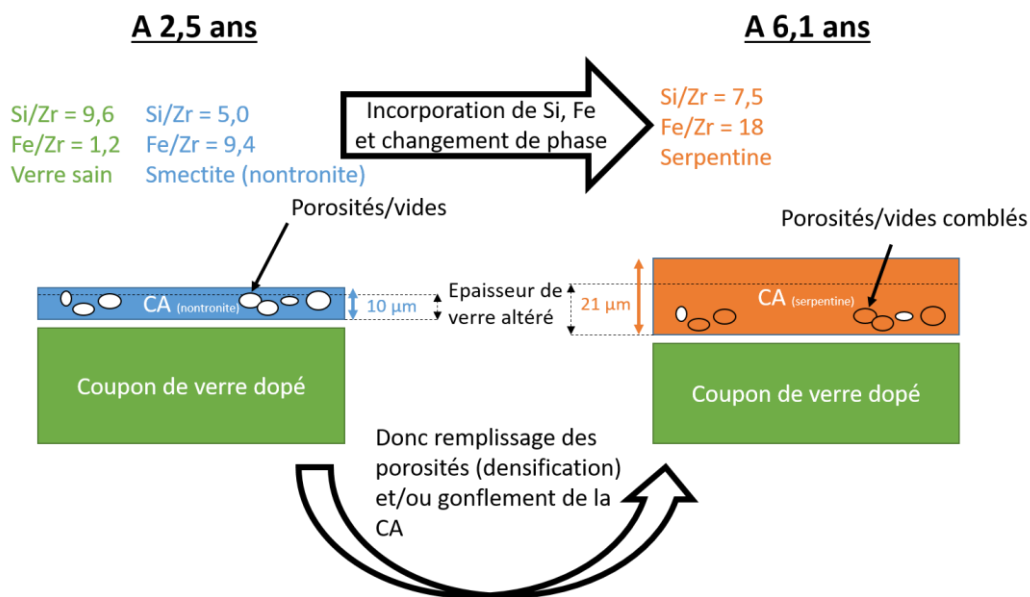 A 2,5 ans
A 6,1 ans
Si/Zr = 9,6
Fe/Zr = 1,2
Verre sain
Si/Zr = 5,0
Fe/Zr = 9,4
Smectite (nontronite)
Incorporation de Si, Fe
et changement de phase
Si/Zr = 7,5
Fe/Zr = 18
Serpentine
Porosités/vides
Porosités/vides comblés
CA (nontronite)
10 µm
Epaisseur de
verre altéré
21 µm
CA (serpentine)
Coupon de verre dopé
Coupon de verre dopé
Donc remplissage des
porosités (densification)
et/ou gonflement de la
CA